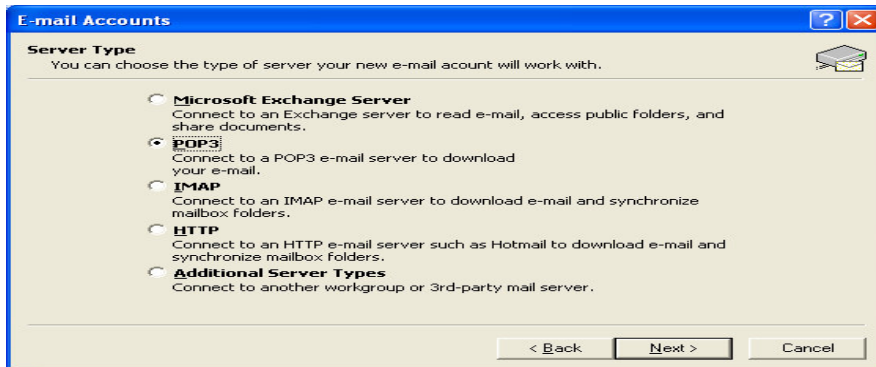 E-mail Accounts
Server Type
You can choose the type of server your new e-mail acount will work with.
Microsoft Exchange Server
Connect to an Exchange server to read e-mail, access public folders, and
share documents.
POP3
Connect to a POP3 e-mail server to download
your e-mail.
IMAP
Connect to an IMAP e-mail server to download e-mail and synchronize
mailbox folders.
HTTP
Connect to an HTTP e-mail server such as Hotmail to download e-mail and
synchronize mailbox folders.
Additional Server Types
Connect to another workgroup or 3rd-party mail server.
< Back Next > Cancel